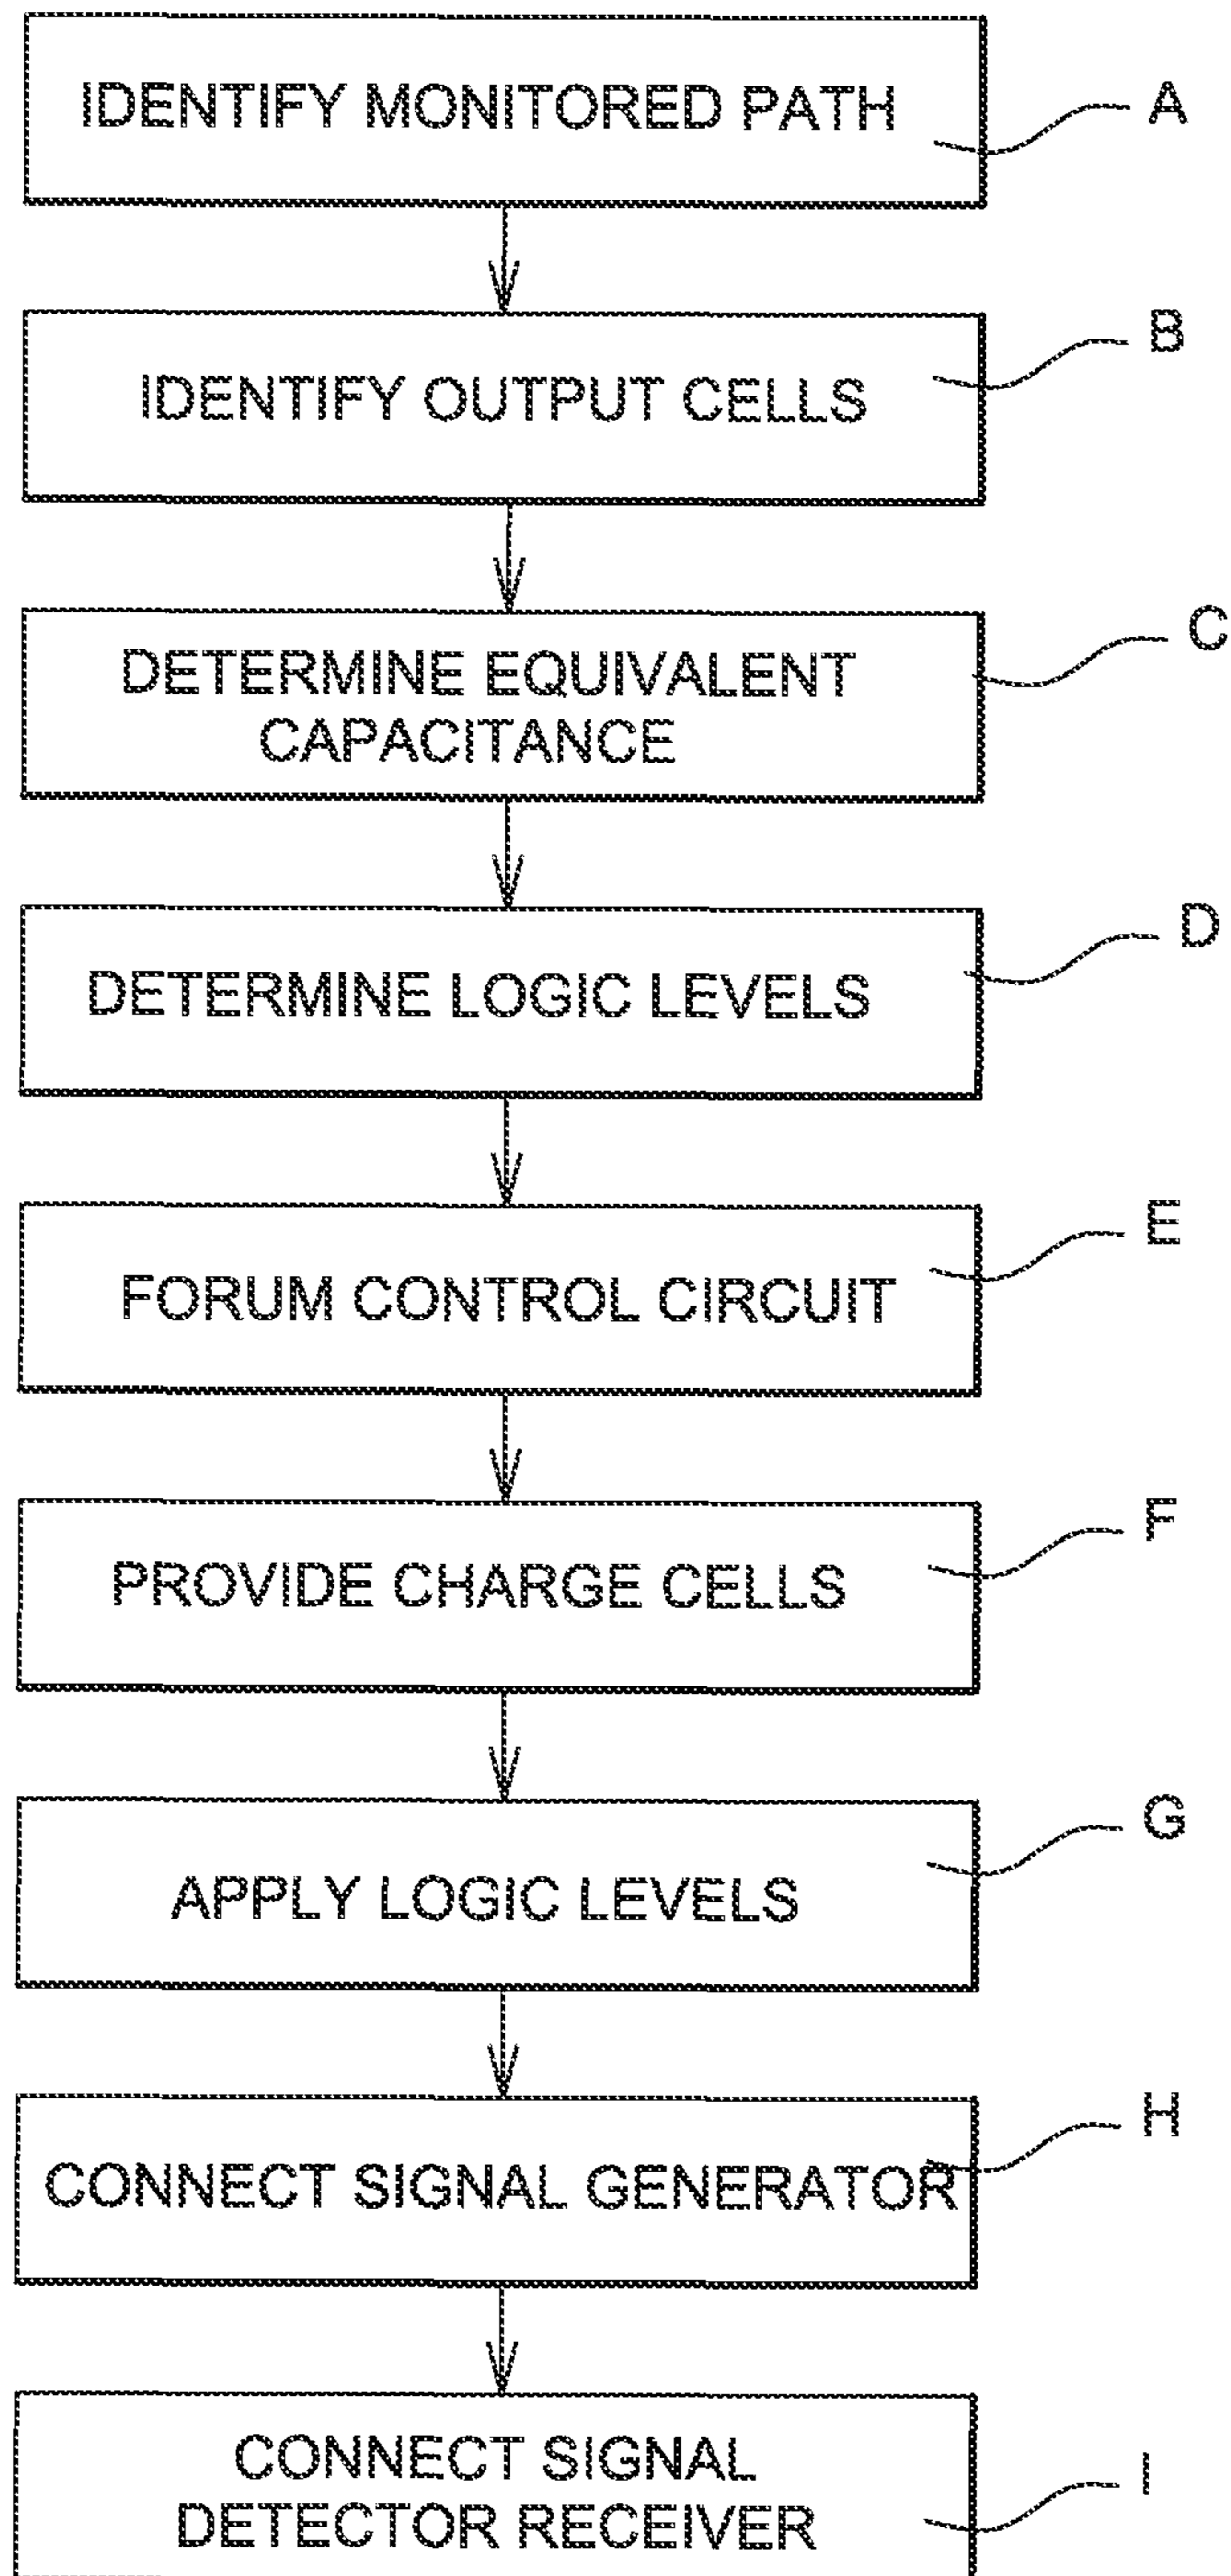 IDENTIFY MONITORED PATH
A
IDENTIFY OUTPUT CELLS
B
DETERMINE EQUIVALENT
CAPACITANCE
C
DETERMINE LOGIC LEVELS
D
FORUM CONTROL CIRCUIT
E
PROVIDE CHARGE CELLS
F
APPLY LOGIC LEVELS
G
CONNECT SIGNAL GENERATOR
H
CONNECT SIGNAL
DETECTOR RECEIVER
I